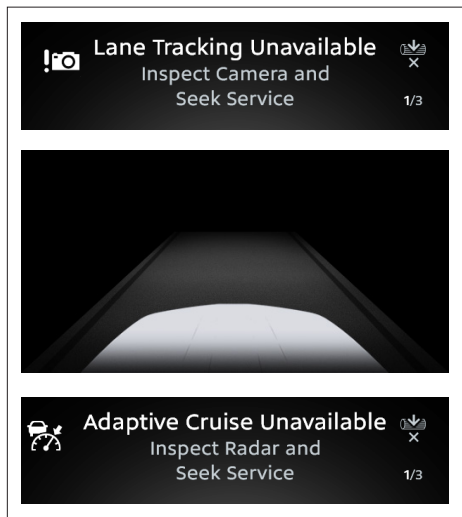 Lane Tracking Unavailable
Inspect Camera and
Seek Service
1/3
Adaptive Cruise Unavailable
Inspect Radar and
Seek Service
1/3